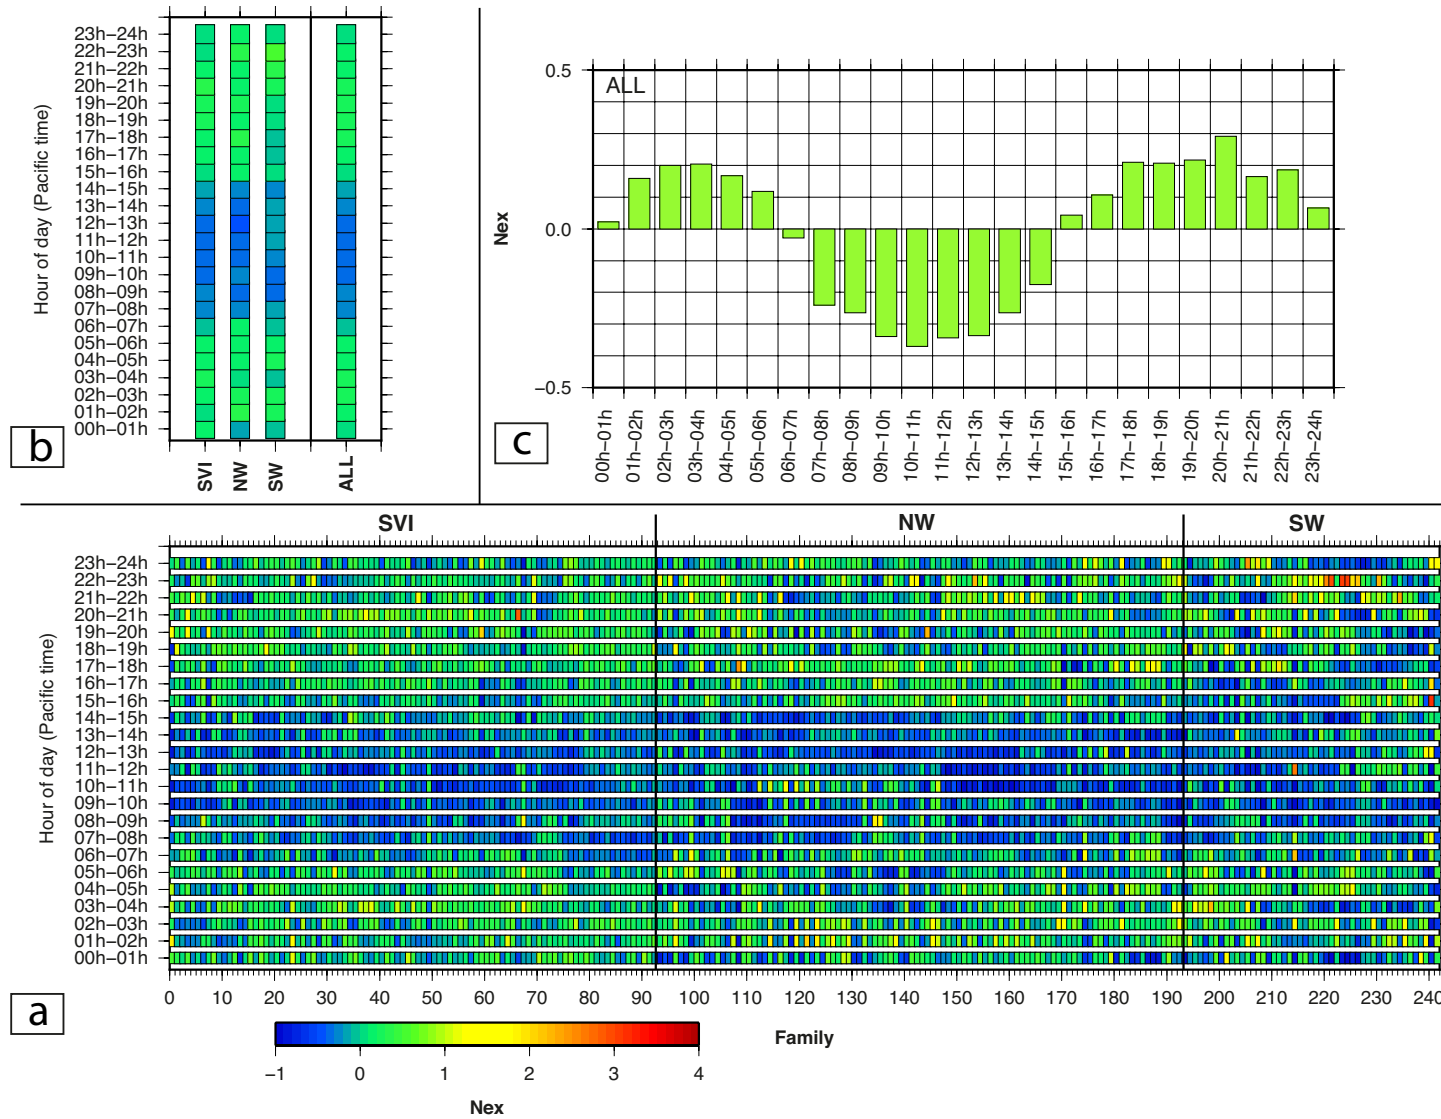 23h−24h
22h−23h
21h−22h
20h−21h
19h−20h
18h−19h
17h−18h
16h−17h
15h−16h
14h−15h
13h−14h
12h−13h
11h−12h
10h−11h
09h−10h
08h−09h
07h−08h
06h−07h
05h−06h
04h−05h
03h−04h
02h−03h
01h−02h
00h−01h
Hour of day (Pacific time)
SVI NW SW ALL
b
ALL
0.5
0.0
−0.5
Nex
00h−01h 01h−02h 02h−03h 03h−04h 04h−05h 05h−06h 06h−07h 07h−08h 08h−09h 09h−10h 10h−11h 11h−12h 12h−13h 13h−14h 14h−15h 15h−16h 16h−17h 17h−18h 18h−19h 19h−20h 20h−21h 21h−22h 22h−23h 23h−24h
c
SVI NW SW
23h−24h
22h−23h
21h−22h
20h−21h
19h−20h
18h−19h
17h−18h
16h−17h
15h−16h
14h−15h
13h−14h
12h−13h
11h−12h
10h−11h
09h−10h
08h−09h
07h−08h
06h−07h
05h−06h
04h−05h
03h−04h
02h−03h
01h−02h
00h−01h
Hour of day (Pacific time)
0 10 20 30 40 50 60 70 80 90 100 110 120 130 140 150 160 170 180 190 200 210 220 230 240
a
Family
−1 0 1 2 3 4
Nex